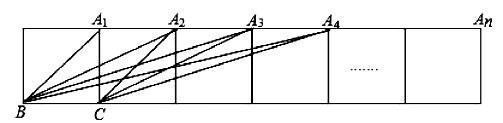 A1 A2 A3 A4 An
......
B C